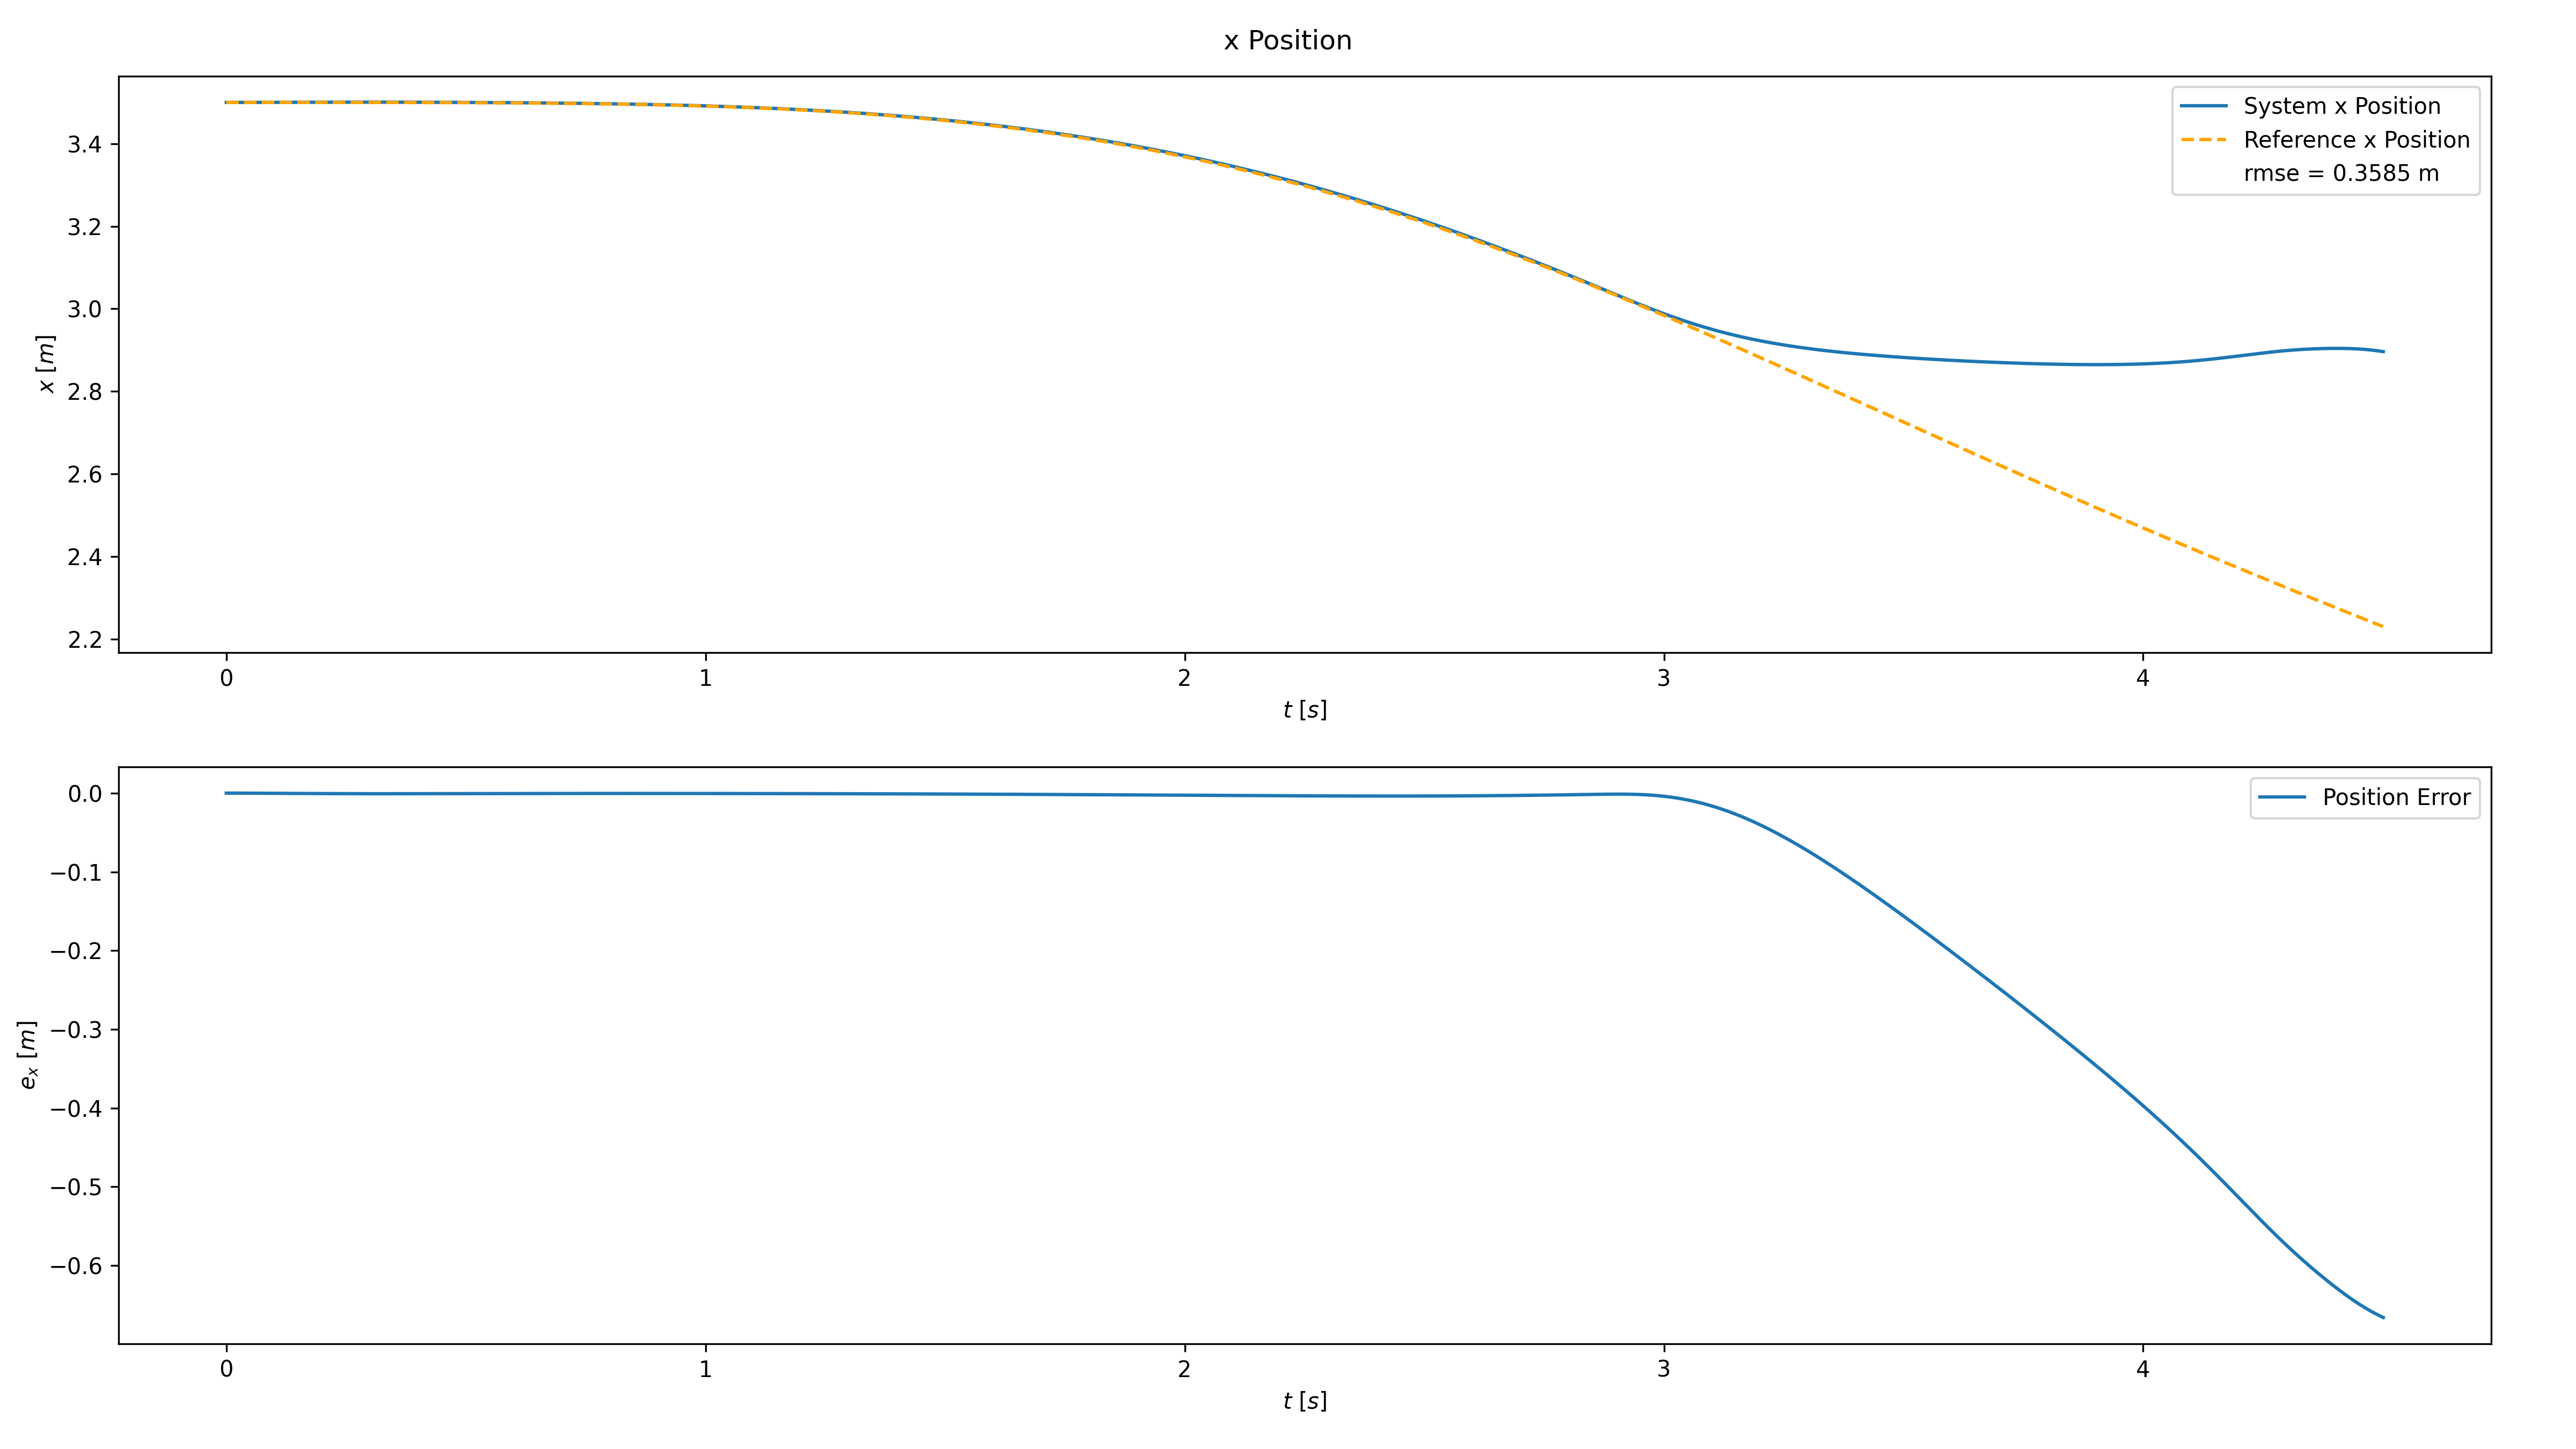 x Position
System x Position
Reference x Position
rmse = 0.3585 m
3.4
3.2
3.0
2.8
2.6
2.4
2.2
x [m]
0 1 2 3 4
t [s]
Position Error
0.0
−0.1
−0.2
−0.3
−0.4
−0.5
−0.6
eₓ [m]
0 1 2 3 4
t [s]